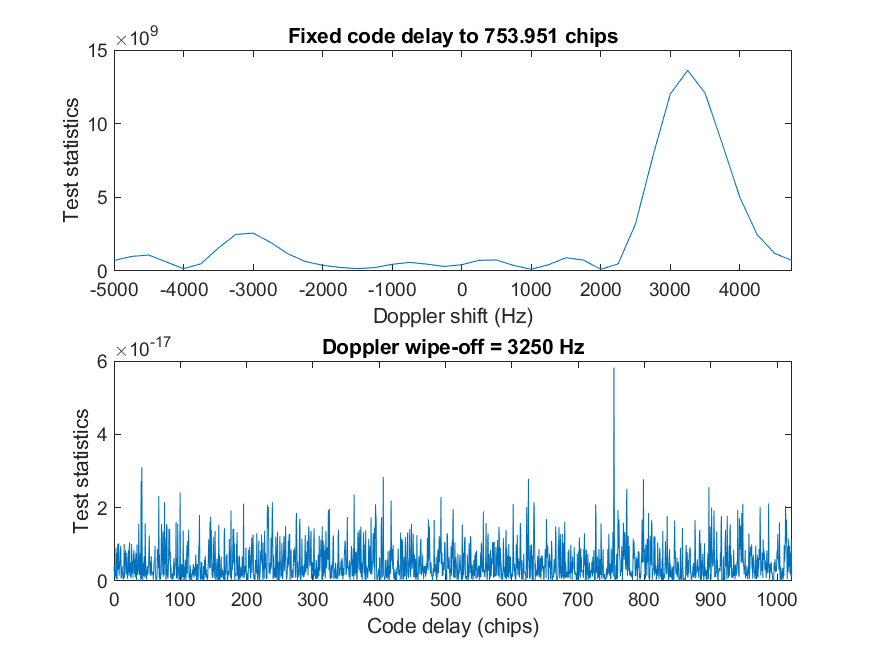 ×10^9
Fixed code delay to 753.951 chips
15
10
5
0
Test statistics
-5000 -4000 -3000 -2000 -1000 0 1000 2000 3000 4000
Doppler shift (Hz)
×10^-17
Doppler wipe-off = 3250 Hz
6
4
2
0
Test statistics
0 100 200 300 400 500 600 700 800 900 1000
Code delay (chips)